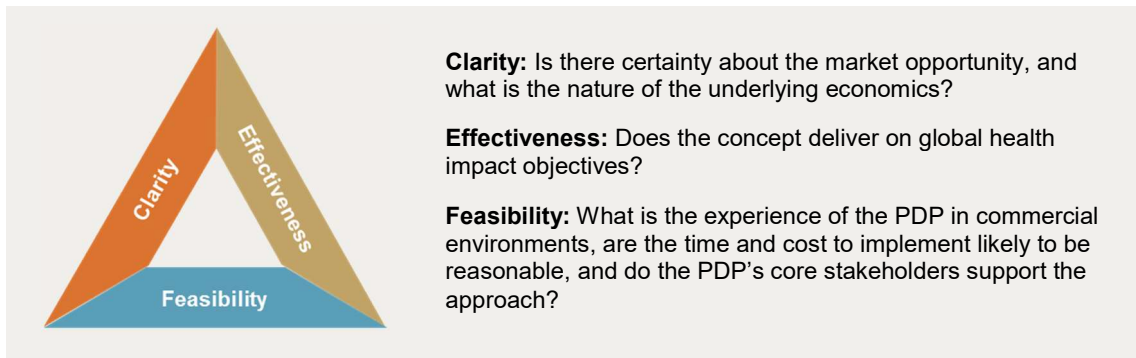 Clarity
Effectiveness
Feasibility
Clarity: Is there certainty about the market opportunity, and
what is the nature of the underlying economics?
Effectiveness: Does the concept deliver on global health
impact objectives?
Feasibility: What is the experience of the PDP in commercial
environments, are the time and cost to implement likely to be
reasonable, and do the PDP's core stakeholders support the
approach?